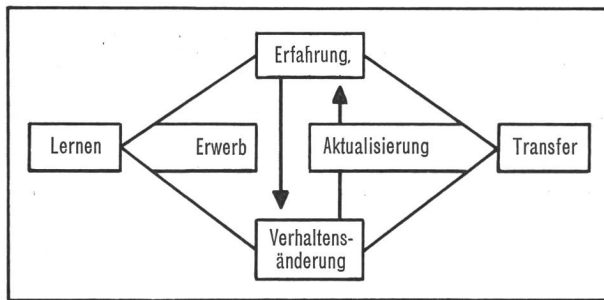 Erfahrung,
Lernen
Erwerb
Aktualisierung
Transfer
Verhaltens-
änderung